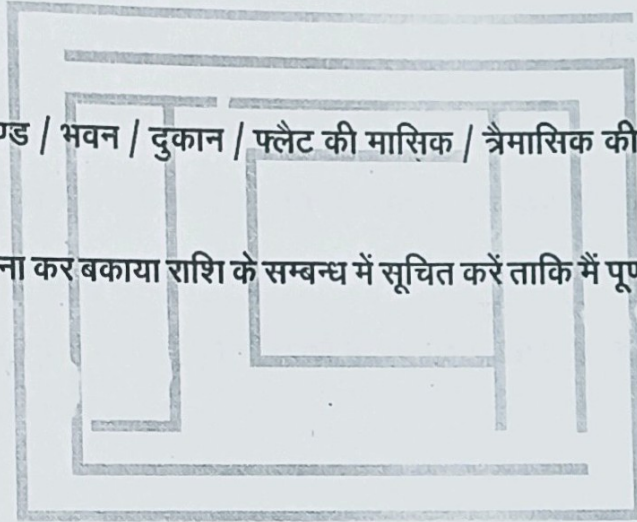 ण्ड / भवन / दुकान / फ्लैट की मासिक / त्रैमासिक की
ना कर बकाया राशि के सम्बन्ध में सूचित करें ताकि मैं पूर्ण